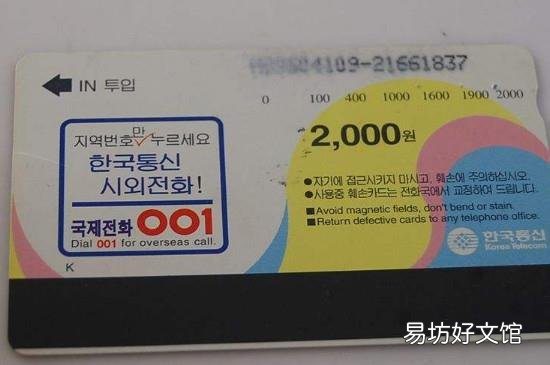 IN 투입
04109-21661837
0 100 400 1000 1600 1900 2000
지역번호만 누르세요
한국통신
시외전화!
국제전화 001
Dial 001 for overseas call.
K
2,000원
●자기에 접근시키지 마시고, 훼손에 주의하십시오.
●사용중 훼손카드는 전화국에서 교정하여 드립니다.
■Avoid magnetic fields, don't bend or stain.
■Return defective cards to any telephone office.
한국통신
Korea Telecom
易坊好文馆